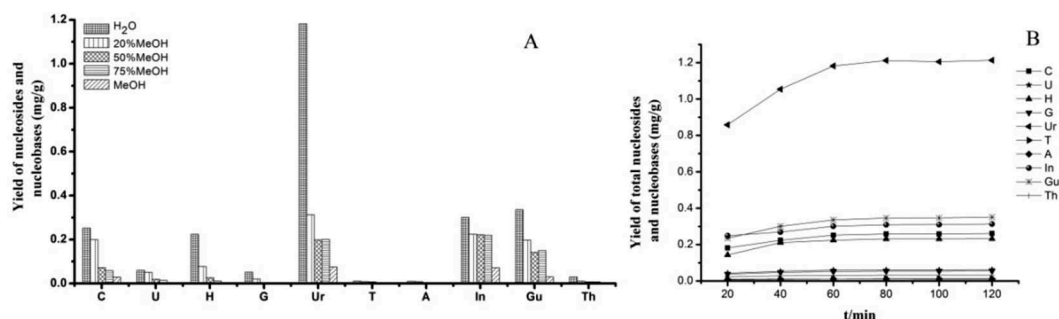 A
Yield of nucleosides and
nucleobases (mg/g)
1.2
1.0
0.8
0.6
0.4
0.2
0.0
H₂O
20%MeOH
50%MeOH
75%MeOH
MeOH
C U H G Ur T A In Gu Th
B
Yield of total nucleosides
and nucleobases (mg/g)
1.2
1.0
0.8
0.6
0.4
0.2
0.0
20 40 60 80 100 120
t/min
C
U
H
G
Ur
T
A
In
Gu
Th